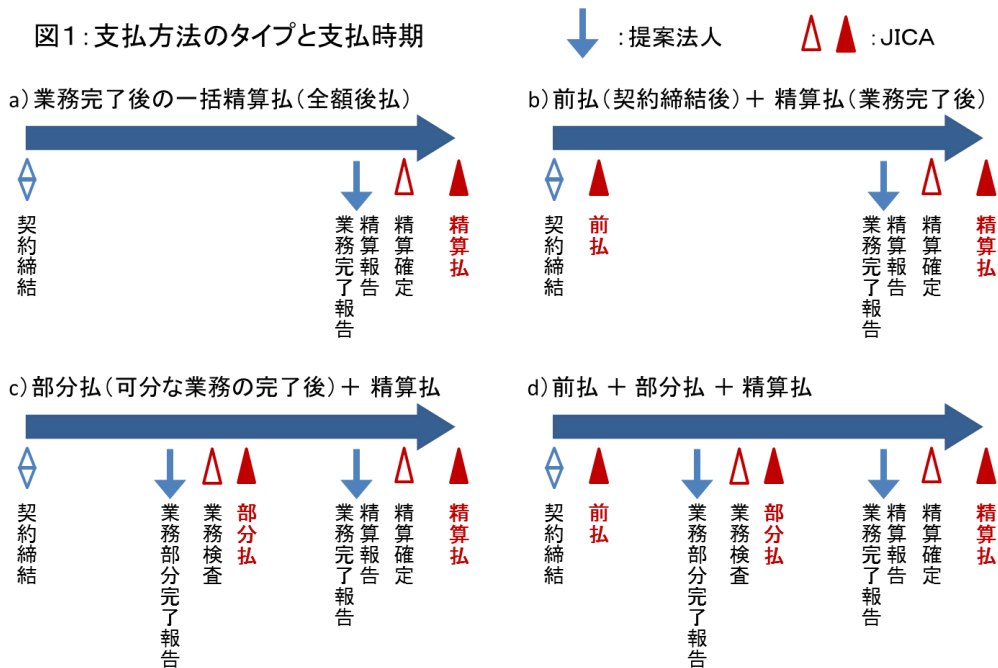 図1:支払方法のタイプと支払時期
:提案法人
:JICA
a)業務完了後の一括精算払(全額後払)
契約締結
業務完了報告
精算報告
精算確定
精算払
b)前払(契約締結後)+ 精算払(業務完了後)
契約締結
前払
業務完了報告
精算報告
精算確定
精算払
c)部分払(可分な業務の完了後)+ 精算払
契約締結
業務部分完了報告
業務検査
部分払
業務完了報告
精算報告
精算確定
精算払
d)前払 + 部分払 + 精算払
契約締結
前払
業務部分完了報告
業務検査
部分払
業務完了報告
精算報告
精算確定
精算払